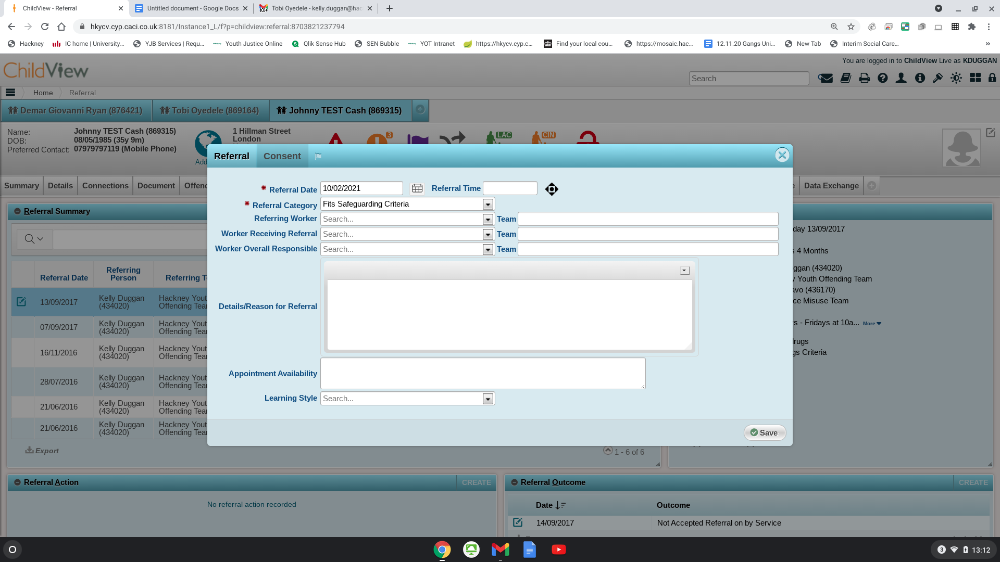 ChildView - Referral
Untitled document - Google Docs
Tobi Oyedele - kelly.duggan@hac
hkycv.cyp.caci.co.uk:8181/Instance1_L/f?p=childview:referral:8703821237794
Hackney
IC home | University...
YJB Services | Requ...
Youth Justice Online
Qlik Sense Hub
SEN Bubble
YOT Intranet
https://hkycv.cyp.c...
Find your local cou...
https://mosaic.hac...
12.11.20 Gangs Uni...
New Tab
Interim Social Care...
»
ChildView
You are logged in to ChildView Live as KDUGGAN
Search
Home
Referral
Demar Giovanni Ryan (876421)
Tobi Oyedele (869164)
Johnny TEST Cash (869315)
Name: Johnny TEST Cash (869315)
DOB: 08/05/1985 (35y 9m)
Preferred Contact: 07979797119 (Mobile Phone)
Add
1 Hillman Street
London
3
LAC
CIN
Referral
Consent
Summary
Details
Connections
Document
Offenc
Data Exchange
* Referral Date 10/02/2021
Referral Time
* Referral Category Fits Safeguarding Criteria
Referring Worker Search... Team
Worker Receiving Referral Search... Team
Worker Overall Responsible Search... Team
Details/Reason for Referral
Appointment Availability
Learning Style Search...
Save
Referral Summary
Referral Date
Referring Person
Referring Te
13/09/2017 Kelly Duggan (434020) Hackney Yout Offending Tear
07/09/2017 Kelly Duggan (434020) Hackney Yout Offending Tear
16/11/2016 Kelly Duggan (434020) Hackney Yout Offending Tear
28/07/2016 Kelly Duggan (434020) Hackney Yout Offending Tear
21/06/2016 Kelly Duggan (434020) Hackney Yout Offending Tear
21/06/2016 Kelly Duggan (434020) Hackney Yout Offending Tear
Export
1 - 6 of 6
day 13/09/2017
s 4 Months
ggan (434020)
y Youth Offending Team
avo (436170)
ce Misuse Team
ys - Fridays at 10a... More
drugs
gs Criteria
Referral Action
CREATE
No referral action recorded
Referral Outcome
CREATE
Date
Outcome
14/09/2017
Not Accepted Referral on by Service
3
13:12